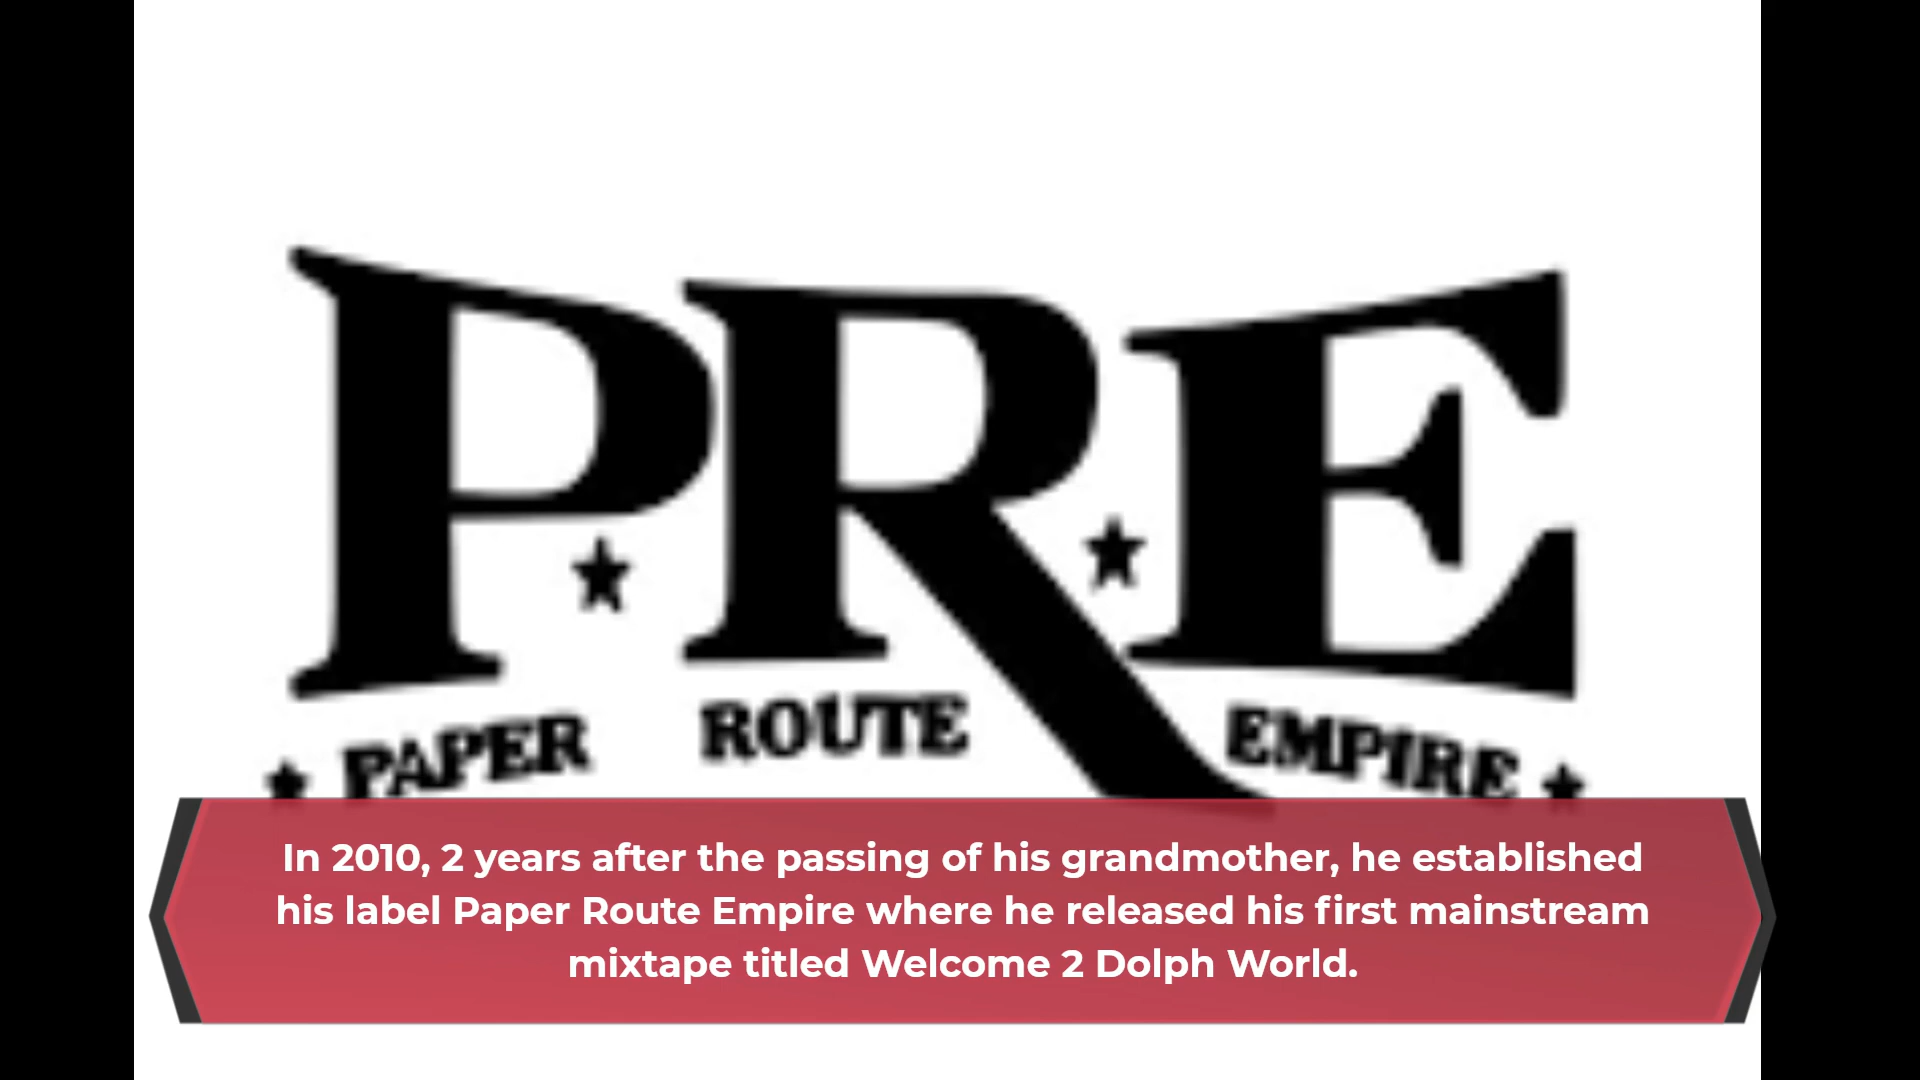 PRE
PAPER ROUTE EMPIRE
In 2010, 2 years after the passing of his grandmother, he established
his label Paper Route Empire where he released his first mainstream
mixtape titled Welcome 2 Dolph World.